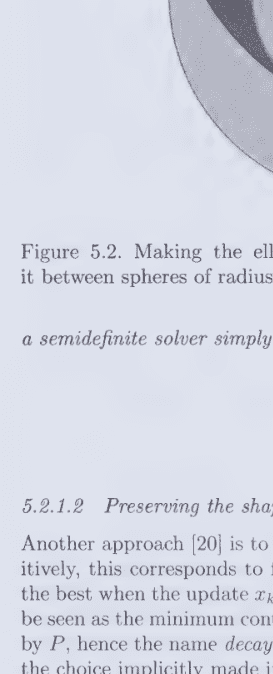 Figure 5.2. Making the ell
it between spheres of radius
a semidefinite solver simply
5.2.1.2 Preserving the sha
Another approach [20] is to
itively, this corresponds to
the best when the update x_k
be seen as the minimum con
by P, hence the name decay
the choice implicitly made i